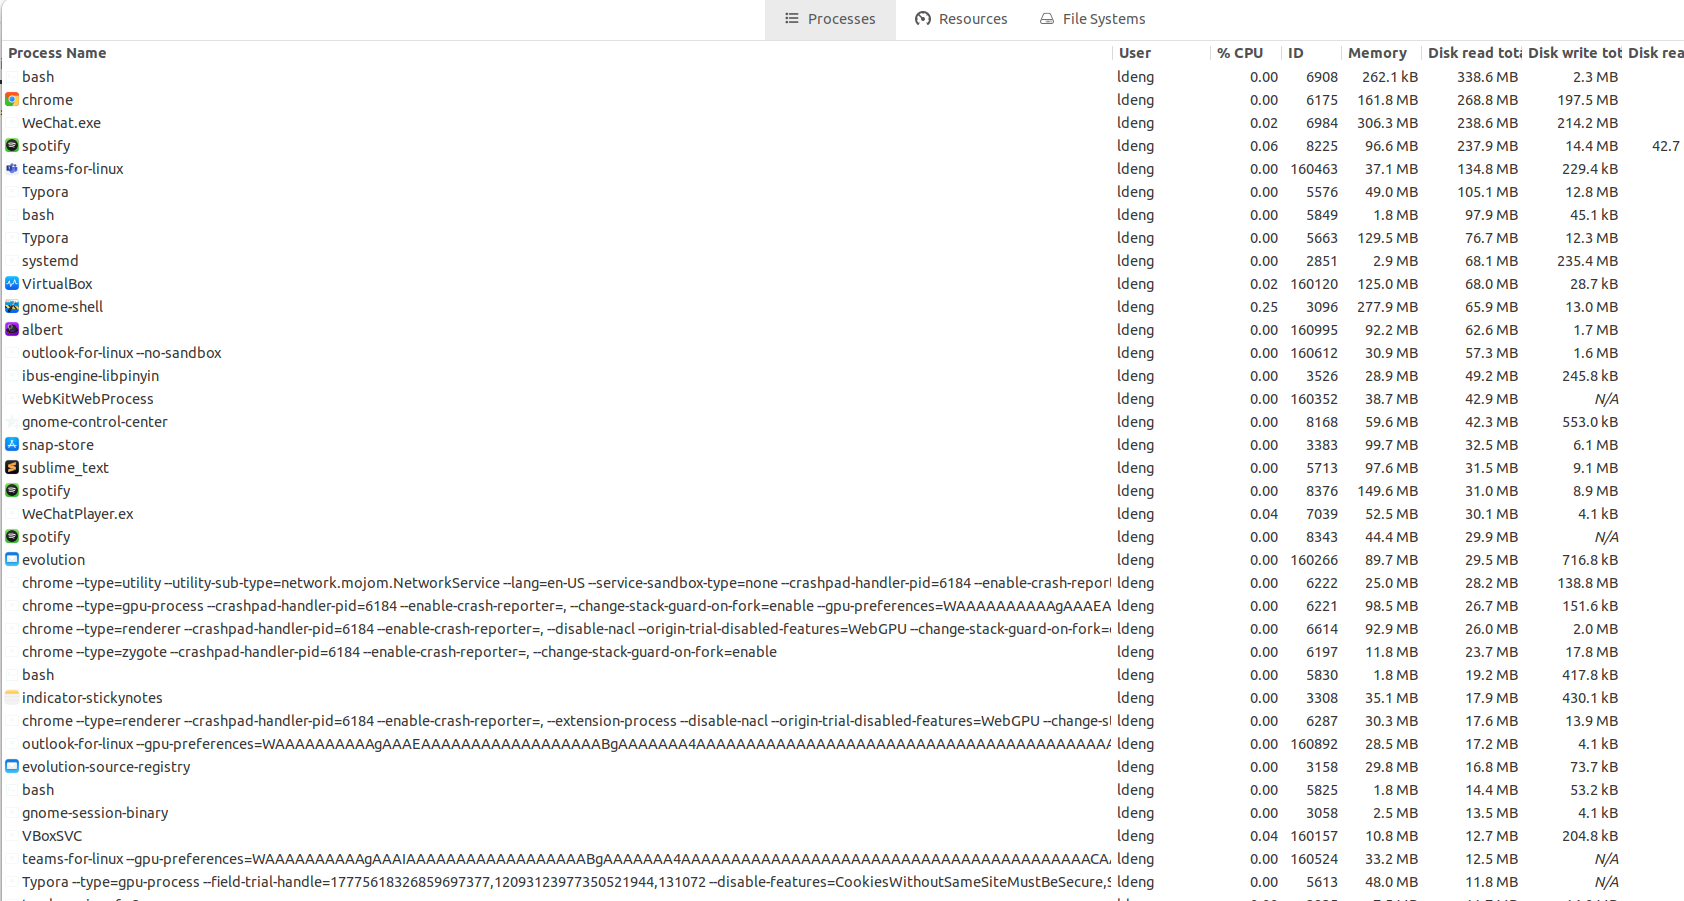 Processes Resources File Systems
Process Name User % CPU ID Memory Disk read tota Disk write tot Disk rea
bash ldeng 0.00 6908 262.1 kB 338.6 MB 2.3 MB
chrome ldeng 0.00 6175 161.8 MB 268.8 MB 197.5 MB
WeChat.exe ldeng 0.02 6984 306.3 MB 238.6 MB 214.2 MB
spotify ldeng 0.06 8225 96.6 MB 237.9 MB 14.4 MB 42.7
teams-for-linux ldeng 0.00 160463 37.1 MB 134.8 MB 229.4 kB
Typora ldeng 0.00 5576 49.0 MB 105.1 MB 12.8 MB
bash ldeng 0.00 5849 1.8 MB 97.9 MB 45.1 kB
Typora ldeng 0.00 5663 129.5 MB 76.7 MB 12.3 MB
systemd ldeng 0.00 2851 2.9 MB 68.1 MB 235.4 MB
VirtualBox ldeng 0.02 160120 125.0 MB 68.0 MB 28.7 kB
gnome-shell ldeng 0.25 3096 277.9 MB 65.9 MB 13.0 MB
albert ldeng 0.00 160995 92.2 MB 62.6 MB 1.7 MB
outlook-for-linux --no-sandbox ldeng 0.00 160612 30.9 MB 57.3 MB 1.6 MB
ibus-engine-libpinyin ldeng 0.00 3526 28.9 MB 49.2 MB 245.8 kB
WebKitWebProcess ldeng 0.00 160352 38.7 MB 42.9 MB N/A
gnome-control-center ldeng 0.00 8168 59.6 MB 42.3 MB 553.0 kB
snap-store ldeng 0.00 3383 99.7 MB 32.5 MB 6.1 MB
sublime_text ldeng 0.00 5713 97.6 MB 31.5 MB 9.1 MB
spotify ldeng 0.00 8376 149.6 MB 31.0 MB 8.9 MB
WeChatPlayer.ex ldeng 0.04 7039 52.5 MB 30.1 MB 4.1 kB
spotify ldeng 0.00 8343 44.4 MB 29.9 MB N/A
evolution ldeng 0.00 160266 89.7 MB 29.5 MB 716.8 kB
chrome --type=utility --utility-sub-type=network.mojom.NetworkService --lang=en-US --service-sandbox-type=none --crashpad-handler-pid=6184 --enable-crash-report ldeng 0.00 6222 25.0 MB 28.2 MB 138.8 MB
chrome --type=gpu-process --crashpad-handler-pid=6184 --enable-crash-reporter=, --change-stack-guard-on-fork=enable --gpu-preferences=WAAAAAAAAAAgAAAEA ldeng 0.00 6221 98.5 MB 26.7 MB 151.6 kB
chrome --type=renderer --crashpad-handler-pid=6184 --enable-crash-reporter=, --disable-nacl --origin-trial-disabled-features=WebGPU --change-stack-guard-on-fork= ldeng 0.00 6614 92.9 MB 26.0 MB 2.0 MB
chrome --type=zygote --crashpad-handler-pid=6184 --enable-crash-reporter=, --change-stack-guard-on-fork=enable ldeng 0.00 6197 11.8 MB 23.7 MB 17.8 MB
bash ldeng 0.00 5830 1.8 MB 19.2 MB 417.8 kB
indicator-stickynotes ldeng 0.00 3308 35.1 MB 17.9 MB 430.1 kB
chrome --type=renderer --crashpad-handler-pid=6184 --enable-crash-reporter=, --extension-process --disable-nacl --origin-trial-disabled-features=WebGPU --change-s ldeng 0.00 6287 30.3 MB 17.6 MB 13.9 MB
outlook-for-linux --gpu-preferences=WAAAAAAAAAAgAAAEAAAAAAAAAAAAAAAAAABgAAAAAAA4AAAAAAAAAAAAAAAAAAAAAAAAAAAAAAAAAAAAAAAAAA ldeng 0.00 160892 28.5 MB 17.2 MB 4.1 kB
evolution-source-registry ldeng 0.00 3158 29.8 MB 16.8 MB 73.7 kB
bash ldeng 0.00 5825 1.8 MB 14.4 MB 53.2 kB
gnome-session-binary ldeng 0.00 3058 2.5 MB 13.5 MB 4.1 kB
VBoxSVC ldeng 0.04 160157 10.8 MB 12.7 MB 204.8 kB
teams-for-linux --gpu-preferences=WAAAAAAAAAAgAAAIAAAAAAAAAAAAAAAAAABgAAAAAAA4AAAAAAAAAAAAAAAAAAAAAAAAAAAAAAAAAAAAAAAACAA ldeng 0.00 160524 33.2 MB 12.5 MB N/A
Typora --type=gpu-process --field-trial-handle=17775618326859697377,12093123977350521944,131072 --disable-features=CookiesWithoutSameSiteMustBeSecure,S ldeng 0.00 5613 48.0 MB 11.8 MB N/A